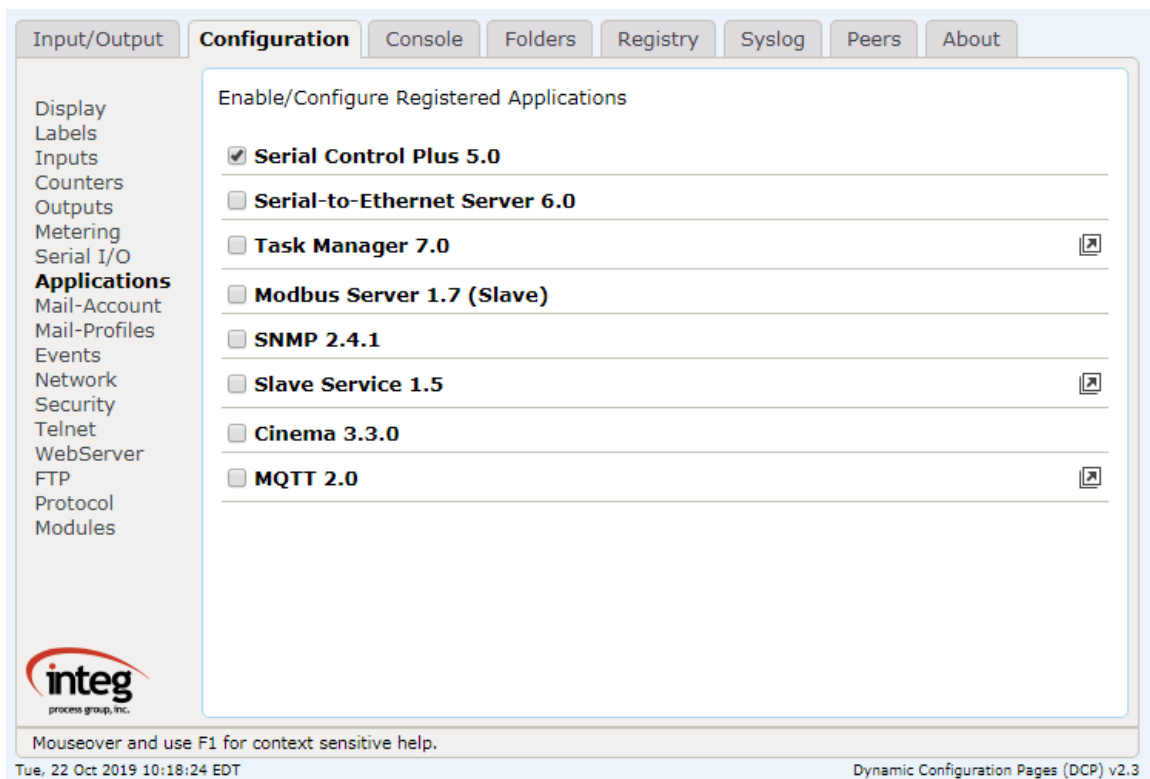 Input/Output Configuration Console Folders Registry Syslog Peers About
Display
Labels
Inputs
Counters
Outputs
Metering
Serial I/O
Applications
Mail-Account
Mail-Profiles
Events
Network
Security
Telnet
WebServer
FTP
Protocol
Modules
Enable/Configure Registered Applications
Serial Control Plus 5.0
Serial-to-Ethernet Server 6.0
Task Manager 7.0
Modbus Server 1.7 (Slave)
SNMP 2.4.1
Slave Service 1.5
Cinema 3.3.0
MQTT 2.0
integ
process group, inc.
Mouseover and use F1 for context sensitive help.
Tue, 22 Oct 2019 10:18:24 EDT Dynamic Configuration Pages (DCP) v2.3